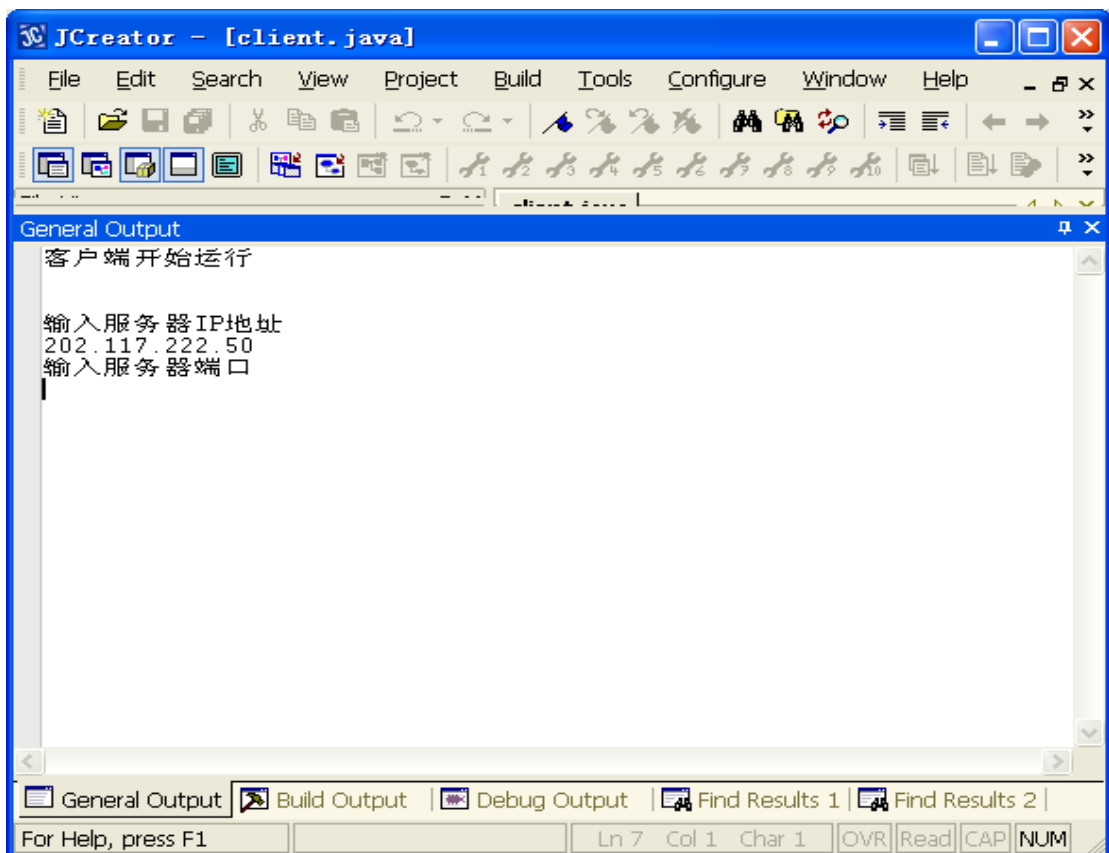 JCreator - [client.java]
File Edit Search View Project Build Tools Configure Window Help
General Output
客户端开始运行
输入服务器IP地址
202.117.222.50
输入服务器端口
General Output Build Output Debug Output Find Results 1 Find Results 2
For Help, press F1 Ln 7 Col 1 Char 1 OVR Read CAP NUM